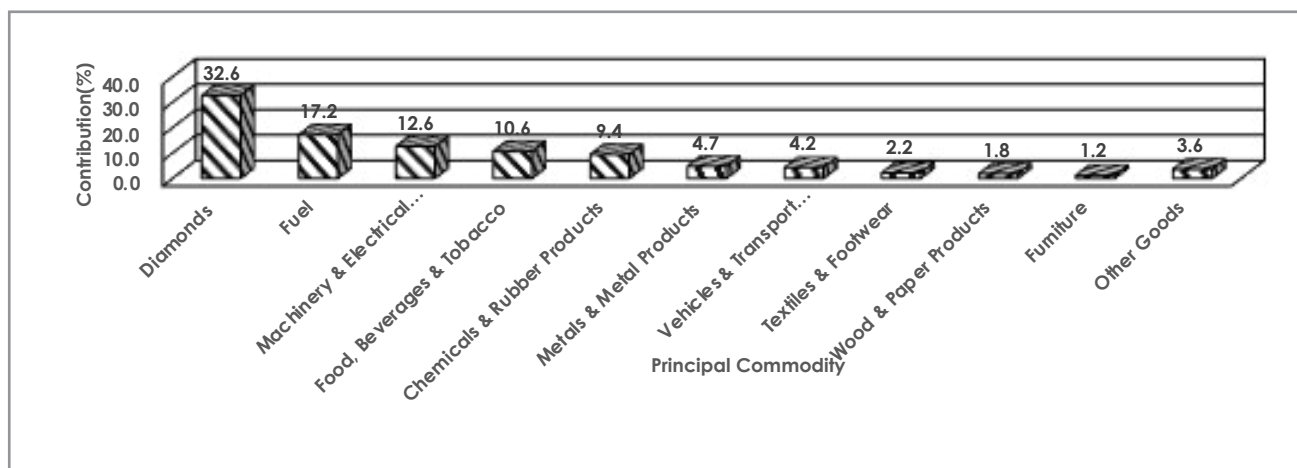 Contribution(%)
40.0
30.0
20.0
10.0
0.0
32.6
17.2
12.6
10.6
9.4
4.7
4.2
2.2
1.8
1.2
3.6
Diamonds
Fuel
Machinery & Electrical...
Food, Beverages & Tobacco
Chemicals & Rubber Products
Metals & Metal Products
Vehicles & Transport...
Textiles & Footwear
Wood & Paper Products
Furniture
Other Goods
Principal Commodity